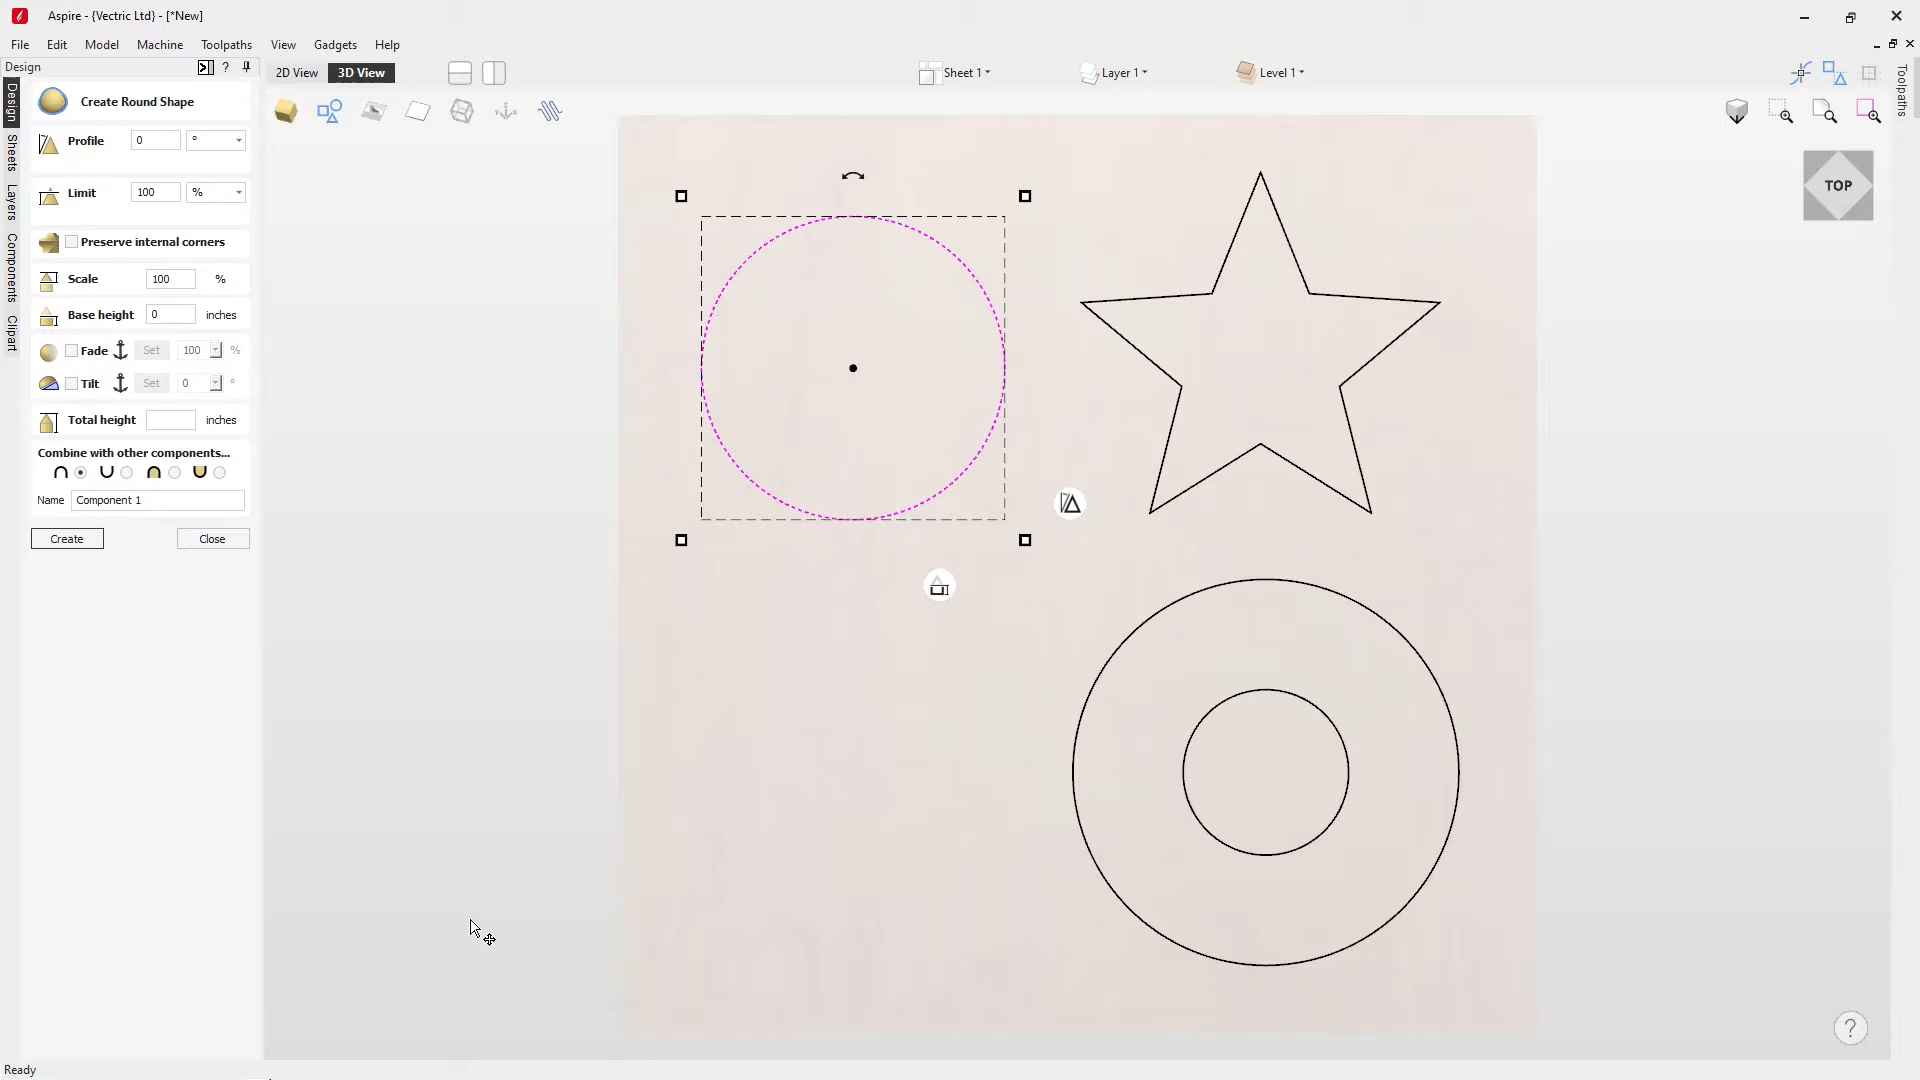 Aspire - {Vectric Ltd} - [*New]
File Edit Model Machine Toolpaths View Gadgets Help
Design ?
2D View 3D View Sheet 1 Layer 1 Level 1
Design
Sheets
Layers
Components
Clipart
Toolpaths
Create Round Shape
Profile 0 °
Limit 100 %
Preserve internal corners
Scale 100 %
Base height 0 inches
Fade Set 100 %
Tilt Set 0 °
Total height inches
Combine with other components...
Name Component 1
Create Close
TOP
?
Ready